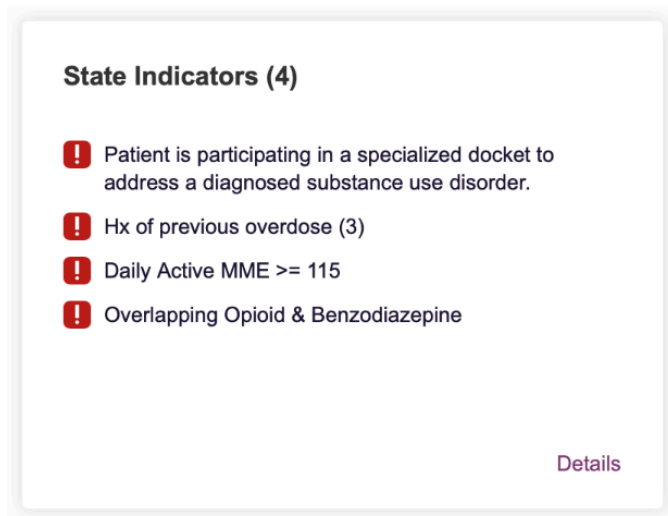 State Indicators (4)
Patient is participating in a specialized docket to
address a diagnosed substance use disorder.
Hx of previous overdose (3)
Daily Active MME >= 115
Overlapping Opioid & Benzodiazepine
Details